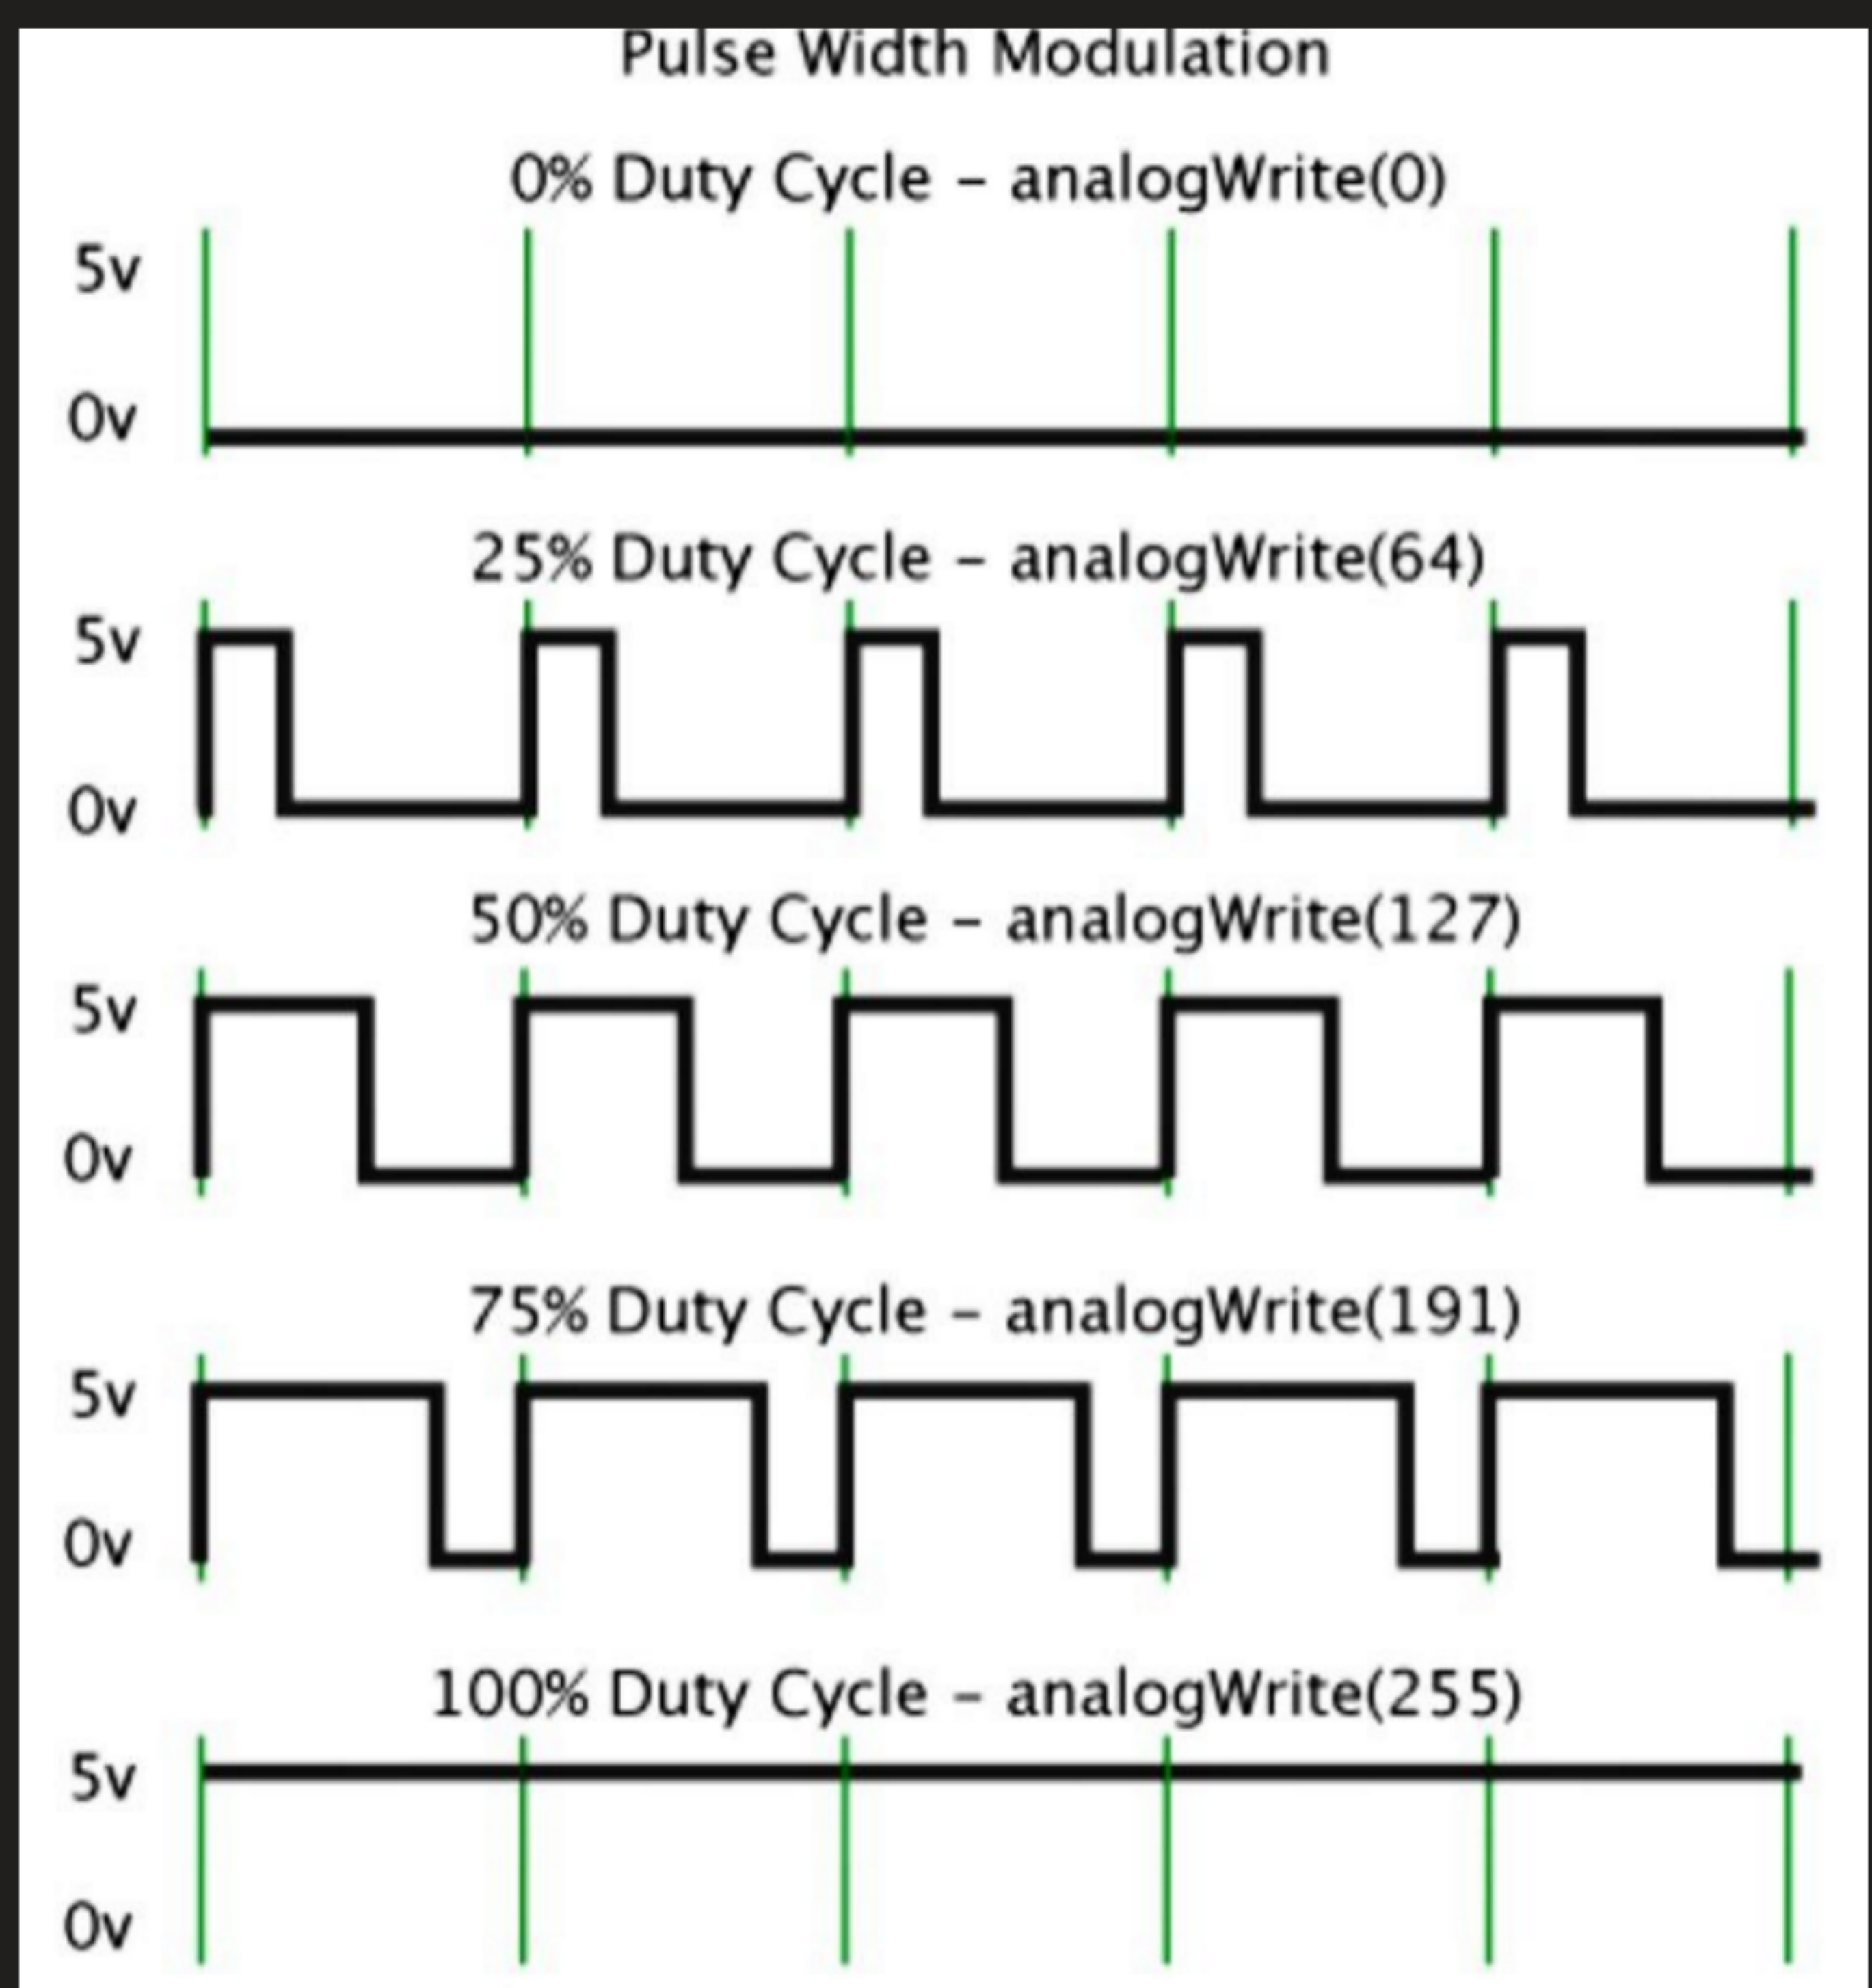 Pulse Width Modulation
0% Duty Cycle – analogWrite(0)
5v
0v
25% Duty Cycle – analogWrite(64)
5v
0v
50% Duty Cycle – analogWrite(127)
5v
0v
75% Duty Cycle – analogWrite(191)
5v
0v
100% Duty Cycle – analogWrite(255)
5v
0v